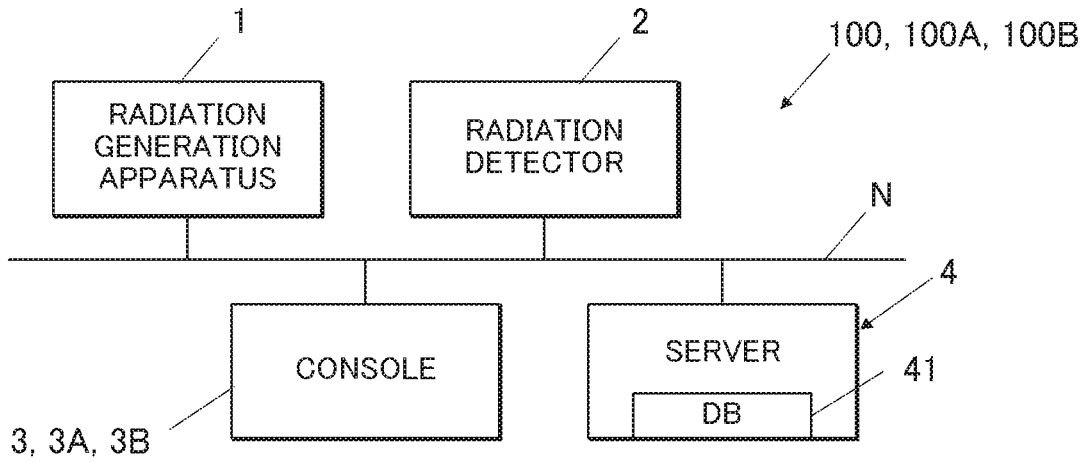 1
2
100, 100A, 100B
RADIATION
GENERATION
APPARATUS
RADIATION
DETECTOR
N
4
CONSOLE
SERVER
41
DB
3, 3A, 3B